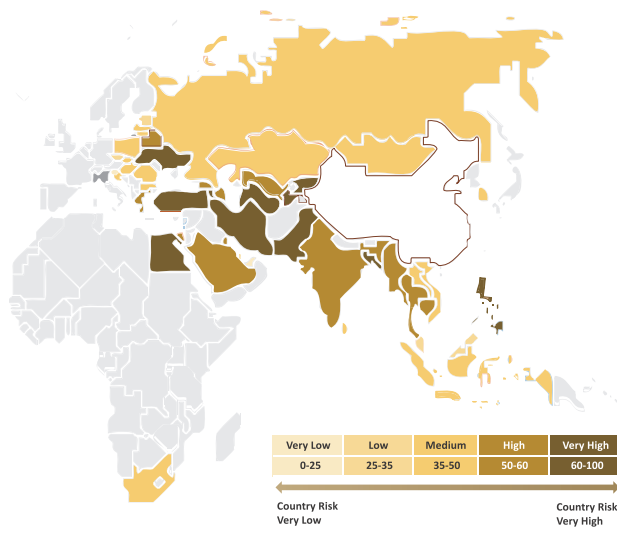 Very Low Low Medium High Very High
0-25 25-35 35-50 50-60 60-100
Country Risk Country Risk
Very Low Very High